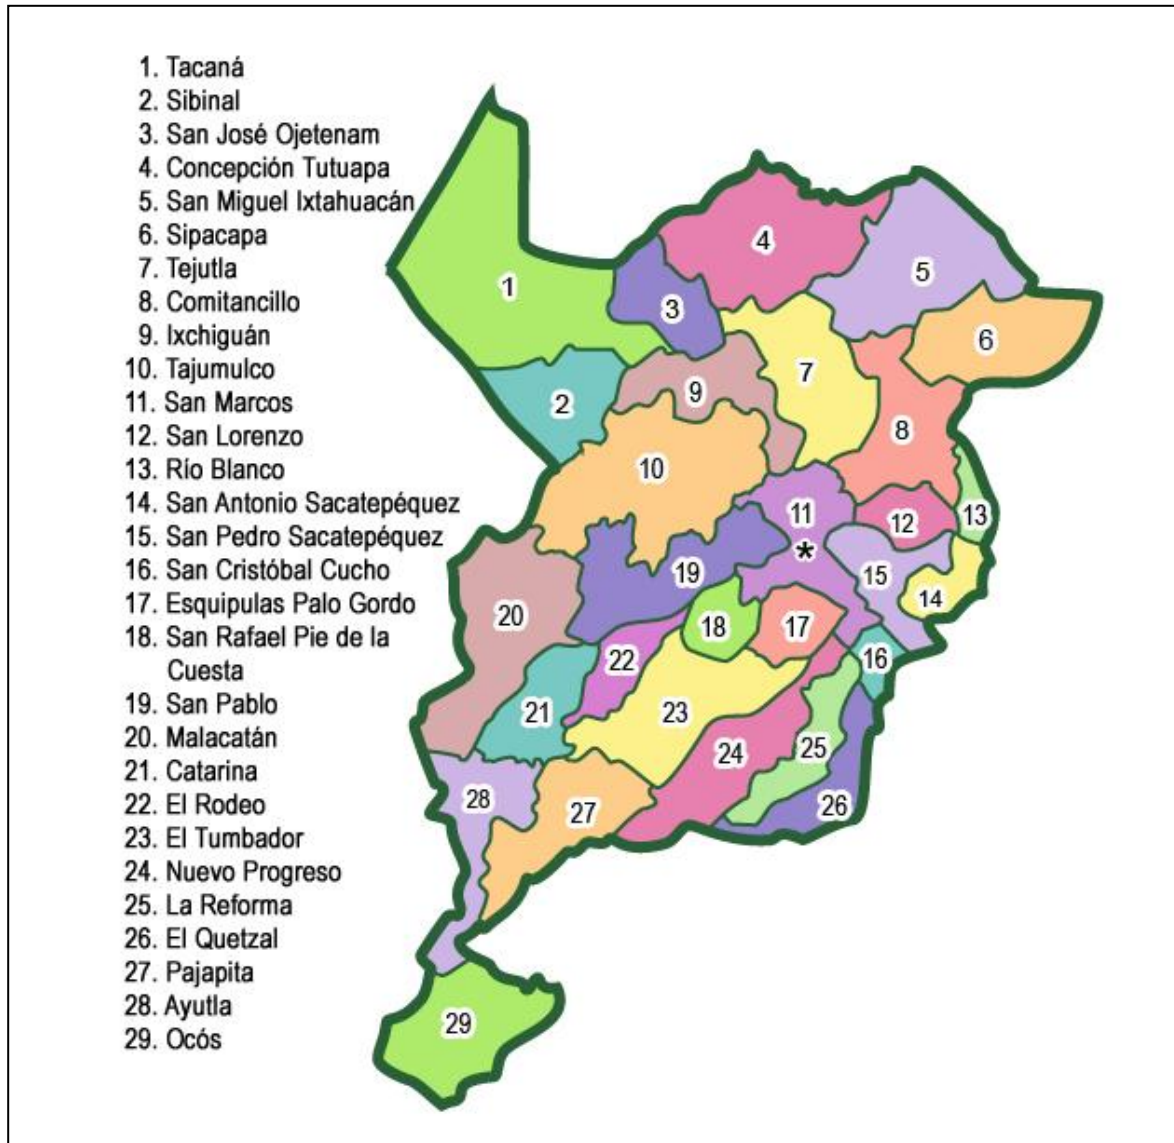 1. Tacaná
2. Sibinal
3. San José Ojetenam
4. Concepción Tutuapa
5. San Miguel Ixtahuacán
6. Sipacapa
7. Tejutla
8. Comitancillo
9. Ixchiguán
10. Tajumulco
11. San Marcos
12. San Lorenzo
13. Río Blanco
14. San Antonio Sacatepéquez
15. San Pedro Sacatepéquez
16. San Cristóbal Cucho
17. Esquipulas Palo Gordo
18. San Rafael Pie de la
Cuesta
19. San Pablo
20. Malacatán
21. Catarina
22. El Rodeo
23. El Tumbador
24. Nuevo Progreso
25. La Reforma
26. El Quetzal
27. Pajapita
28. Ayutla
29. Ocós
1
2
3
4
5
6
7
8
9
10
11
*
12
13
14
15
16
17
18
19
20
21
22
23
24
25
26
27
28
29